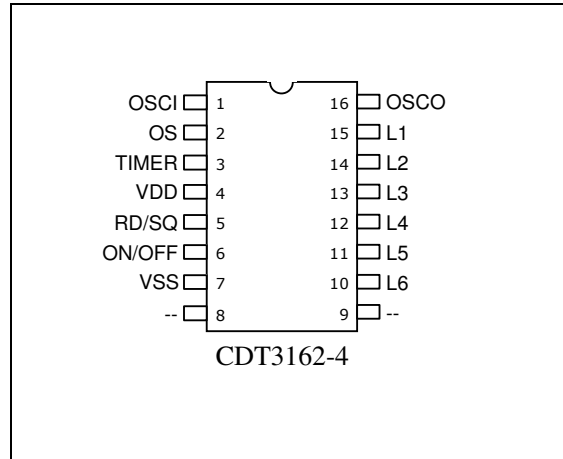 OSCI 1 16 OSCO
OS 2 15 L1
TIMER 3 14 L2
VDD 4 13 L3
RD/SQ 5 12 L4
ON/OFF 6 11 L5
VSS 7 10 L6
-- 8 9 --
CDT3162-4